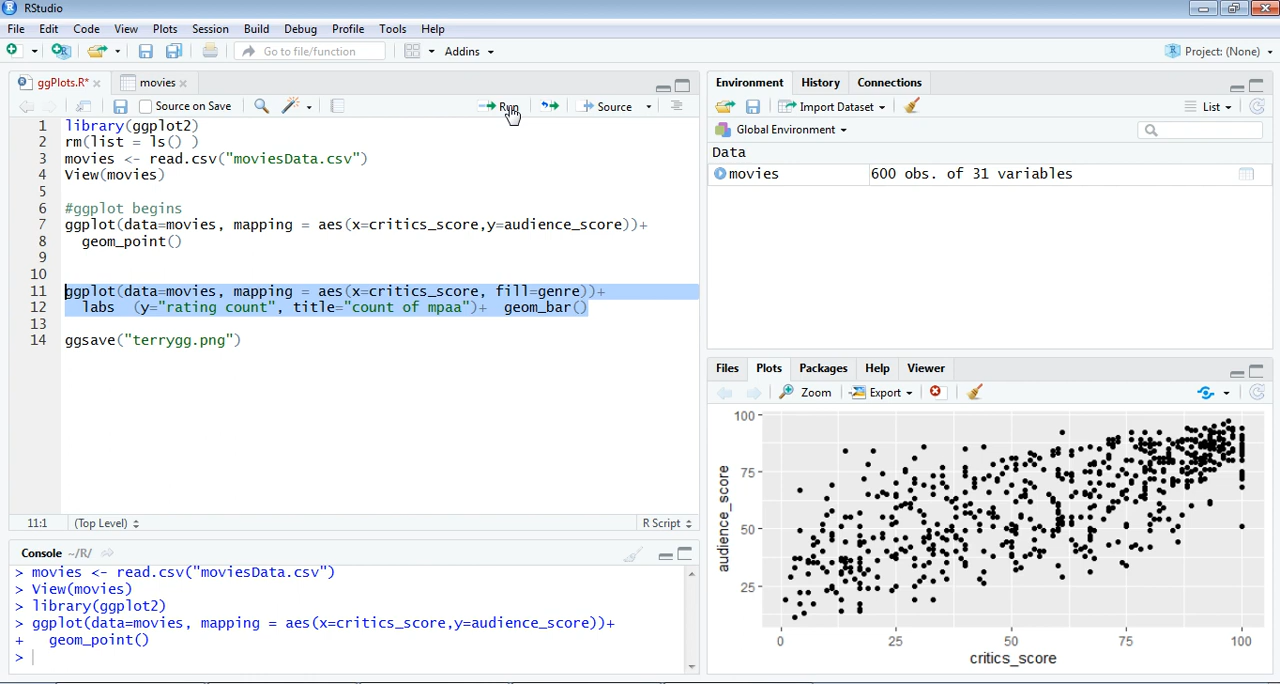 RStudio
File Edit Code View Plots Session Build Debug Profile Tools Help
Go to file/function Addins Project: (None)
ggPlots.R* movies
Source on Save Run Source
1 library(ggplot2)
2 rm(list = ls() )
3 movies <- read.csv("moviesData.csv")
4 View(movies)
5
6 #ggplot begins
7 ggplot(data=movies, mapping = aes(x=critics_score,y=audience_score))+
8 geom_point()
9
10
11 ggplot(data=movies, mapping = aes(x=critics_score, fill=genre))+
12 labs (y="rating count", title="count of mpaa")+ geom_bar()
13
14 ggsave("terrygg.png")
11:1 (Top Level) R Script
Console ~/R/
> movies <- read.csv("moviesData.csv")
> View(movies)
> library(ggplot2)
> ggplot(data=movies, mapping = aes(x=critics_score,y=audience_score))+
+ geom_point()
>
Environment History Connections
Import Dataset List
Global Environment
Data
movies 600 obs. of 31 variables
Files Plots Packages Help Viewer
Zoom Export
100
75
50
25
audience_score
0 25 50 75 100
critics_score